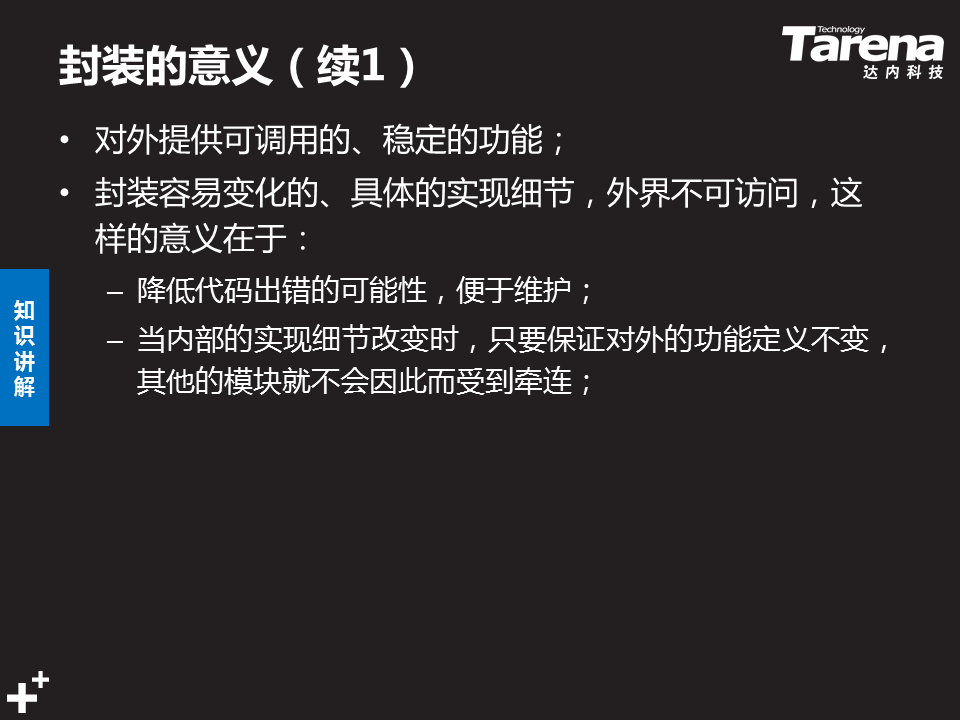 封装的意义（续1）
Technology
Tarena
达内科技
• 对外提供可调用的、稳定的功能；
• 封装容易变化的、具体的实现细节，外界不可访问，这
样的意义在于：
– 降低代码出错的可能性，便于维护；
– 当内部的实现细节改变时，只要保证对外的功能定义不变，
其他的模块就不会因此而受到牵连；
知
识
讲
解